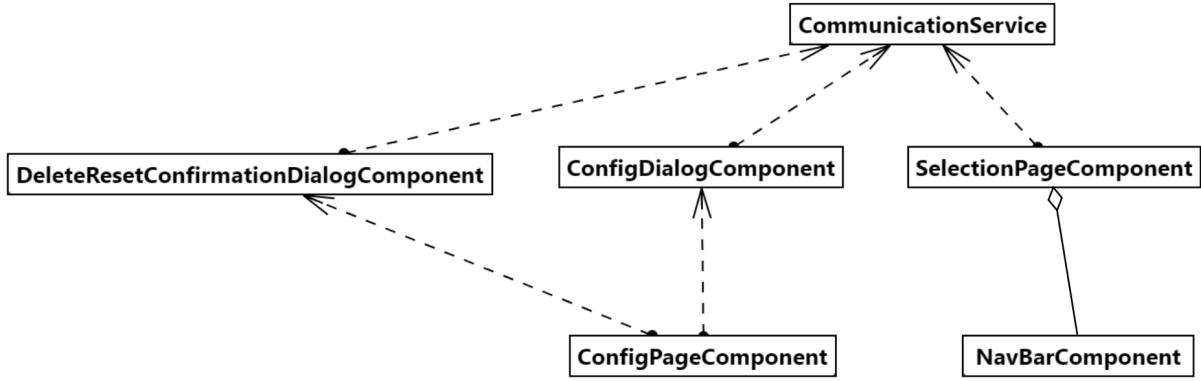 CommunicationService
DeleteResetConfirmationDialogComponent
ConfigDialogComponent
SelectionPageComponent
ConfigPageComponent
NavBarComponent